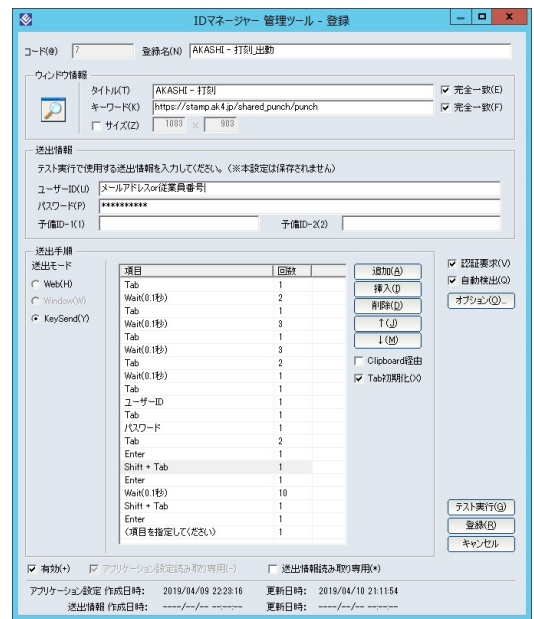 IDマネージャー 管理ツール - 登録
コード(@) 7 登録名(N) AKASHI - 打刻_出勤
ウィンドウ情報
タイトル(T) AKASHI - 打刻 完全一致(E)
キーワード(K) https://stamp.ak4.jp/shared_punch/punch 完全一致(F)
サイズ(Z) 1083 × 903
送出情報
テスト実行で使用する送出情報を入力してください。(※本設定は保存されません)
ユーザーID(U) メールアドレスor従業員番号
パスワード(P) **********
予備ID-1(1) 予備ID-2(2)
送出手順
送出モード
Web(H)
Window(W)
KeySend(Y)
項目 回数
Tab 1
Wait(0.1秒) 2
Tab 1
Wait(0.1秒) 3
Tab 1
Wait(0.1秒) 3
Tab 2
Wait(0.1秒) 1
Tab 1
ユーザーID 1
Tab 1
パスワード 1
Tab 2
Enter 1
Shift + Tab 1
Enter 1
Wait(0.1秒) 10
Shift + Tab 1
Enter 1
(項目を指定してください) 1
追加(A)
挿入(I)
削除(D)
↑(J)
↓(M)
Clipboard経由
Tab初期化(X)
認証要求(V)
自動検出(Q)
オプション(O)..
テスト実行(G)
登録(R)
キャンセル
有効(+) アプリケーション設定読み取り専用(-) 送出情報読み取り専用(*)
アプリケーション設定 作成日時: 2019/04/09 22:23:16 更新日時: 2019/04/10 21:11:54
送出情報 作成日時: ----/--/-- --:--:-- 更新日時: ----/--/-- --:--:--